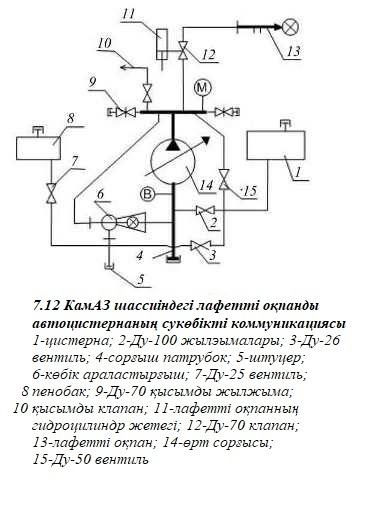 11
10
12
13
9
M
8
7
6
B
14
15
1
2
3
4
5
7.12 КамАЗ шассиіндегі лафетті оқпанды
автоцистернаның сукөбікті коммуникациясы
1-цистерна; 2-Ду-100 жылэымалары; 3-Ду-26
вентиль; 4-сорғыш патрубок; 5-штуцер;
6-көбік араластырғыш; 7-Ду-25 вентиль;
8 пенобак; 9-Ду-70 қысымды жылжыма;
10 қысымды клапан; 11-лафетті оқпанның
гидроцилиндр жетегі; 12-Ду-70 клапан;
13-лафетті оқпан; 14-өрт сорғысы;
15-Ду-50 вентиль